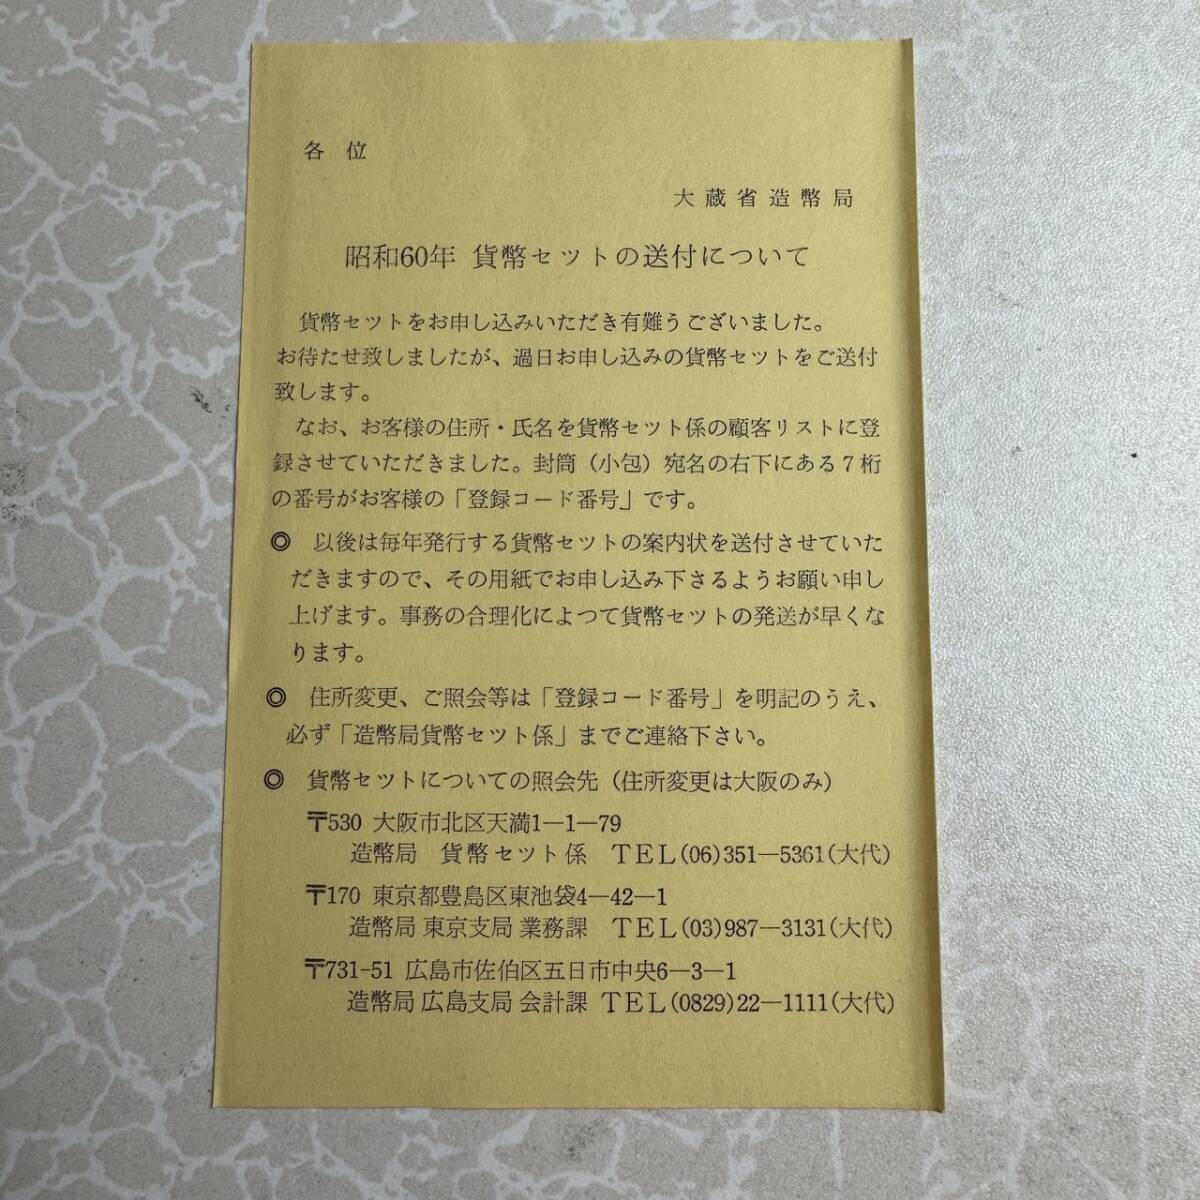 各　位
大蔵省造幣局
昭和60年 貨幣セットの送付について
貨幣セットをお申し込みいただき有難うございました。
お待たせ致しましたが、過日お申し込みの貨幣セットをご送付
致します。
なお、お客様の住所・氏名を貨幣セット係の顧客リストに登
録させていただきました。封筒（小包）宛名の右下にある７桁
の番号がお客様の「登録コード番号」です。
◎　以後は毎年発行する貨幣セットの案内状を送付させていた
だきますので、その用紙でお申し込み下さるようお願い申し
上げます。事務の合理化によつて貨幣セットの発送が早くな
ります。
◎　住所変更、ご照会等は「登録コード番号」を明記のうえ、
必ず「造幣局貨幣セット係」までご連絡下さい。
◎　貨幣セットについての照会先（住所変更は大阪のみ）
〒530 大阪市北区天満1―1―79
造幣局　貨幣セット係　ＴＥＬ(06)351―5361(大代)
〒170 東京都豊島区東池袋4―42―1
造幣局 東京支局 業務課　ＴＥＬ(03)987―3131(大代)
〒731-51 広島市佐伯区五日市中央6―3―1
造幣局 広島支局 会計課 ＴＥＬ(0829)22―1111(大代)